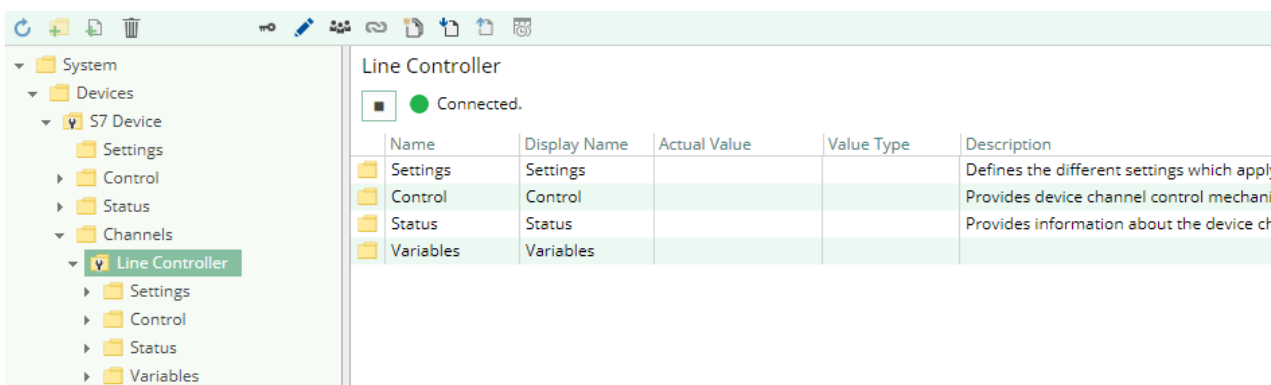 System
Devices
S7 Device
Settings
Control
Status
Channels
Line Controller
Settings
Control
Status
Variables
Line Controller
Connected.
Name Display Name Actual Value Value Type Description
Settings Settings Defines the different settings which apply
Control Control Provides device channel control mechani
Status Status Provides information about the device ch
Variables Variables